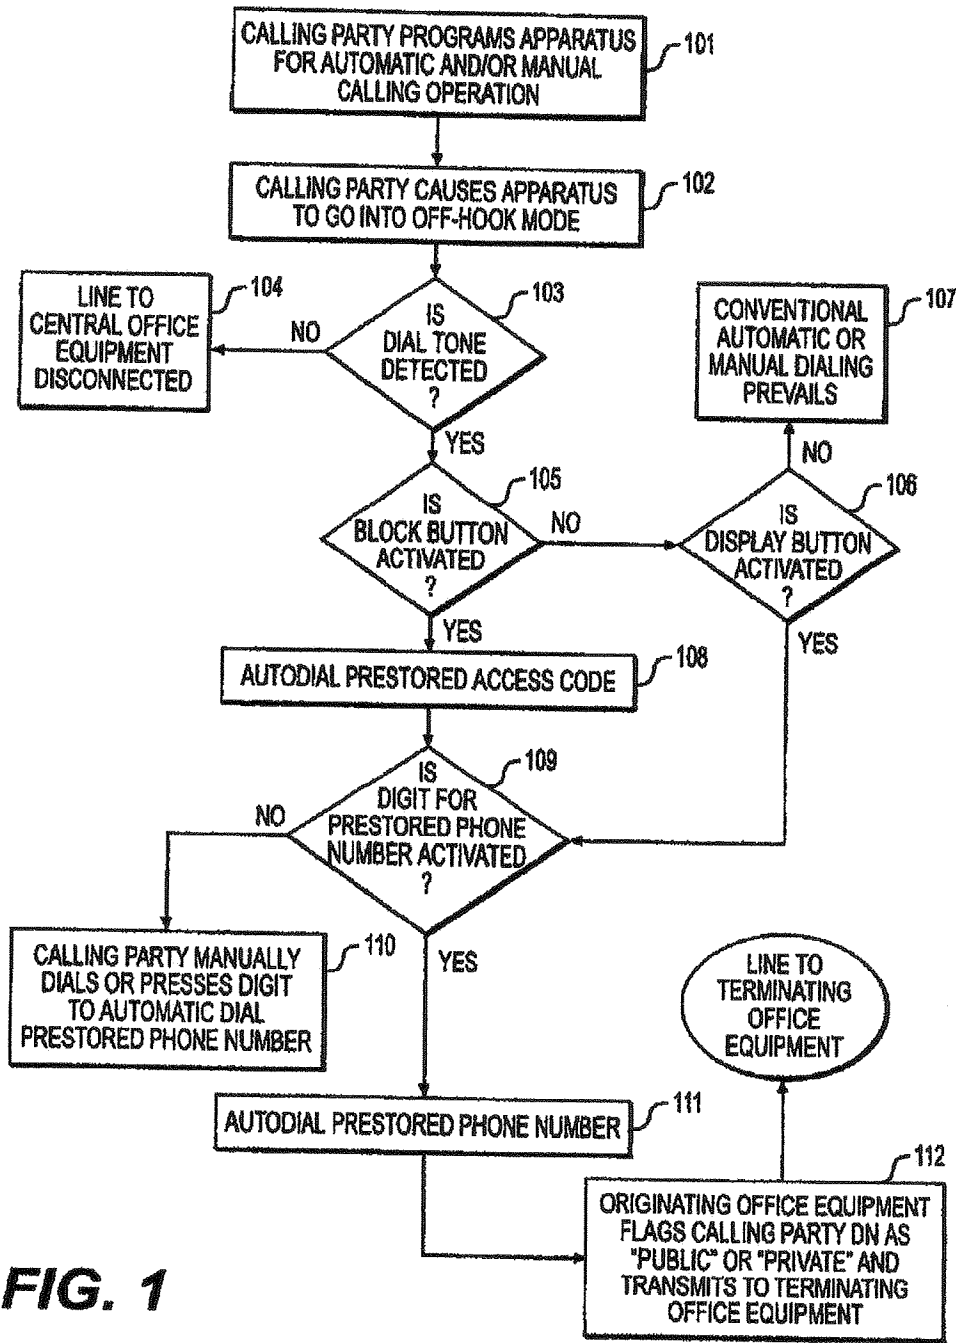 CALLING PARTY PROGRAMS APPARATUS
FOR AUTOMATIC AND/OR MANUAL
CALLING OPERATION
101
CALLING PARTY CAUSES APPARATUS
TO GO INTO OFF-HOOK MODE
102
LINE TO
CENTRAL OFFICE
EQUIPMENT
DISCONNECTED
104
NO
IS
DIAL TONE
DETECTED
?
103
YES
CONVENTIONAL
AUTOMATIC OR
MANUAL DIALING
PREVAILS
107
NO
IS
BLOCK BUTTON
ACTIVATED
?
105
NO
YES
IS
DISPLAY BUTTON
ACTIVATED
?
106
YES
AUTODIAL PRESTORED ACCESS CODE
108
IS
DIGIT FOR
PRESTORED PHONE
NUMBER ACTIVATED
?
109
NO
YES
CALLING PARTY MANUALLY
DIALS OR PRESSES DIGIT
TO AUTOMATIC DIAL
PRESTORED PHONE NUMBER
110
LINE TO
TERMINATING
OFFICE
EQUIPMENT
AUTODIAL PRESTORED PHONE NUMBER
111
ORIGINATING OFFICE EQUIPMENT
FLAGS CALLING PARTY DN AS
"PUBLIC" OR "PRIVATE" AND
TRANSMITS TO TERMINATING
OFFICE EQUIPMENT
112
FIG. 1